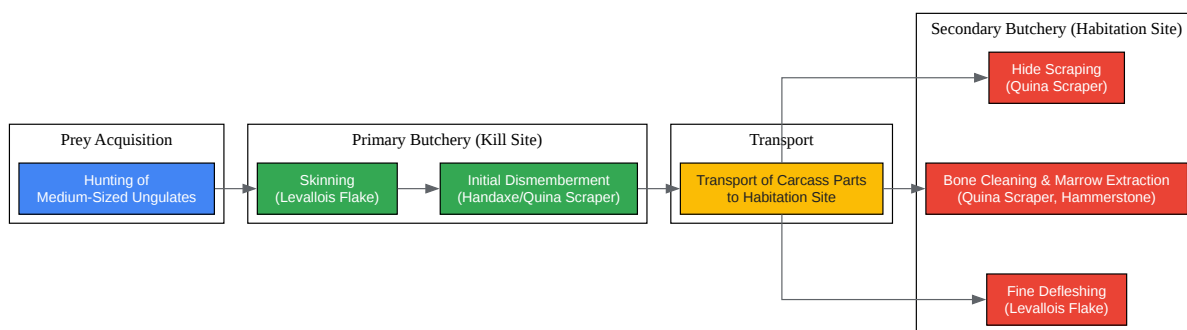 Prey Acquisition
Hunting of
Medium-Sized Ungulates
Primary Butchery (Kill Site)
Skinning
(Levallois Flake)
Initial Dismemberment
(Handaxe/Quina Scraper)
Transport
Transport of Carcass Parts
to Habitation Site
Secondary Butchery (Habitation Site)
Hide Scraping
(Quina Scraper)
Bone Cleaning & Marrow Extraction
(Quina Scraper, Hammerstone)
Fine Defleshing
(Levallois Flake)